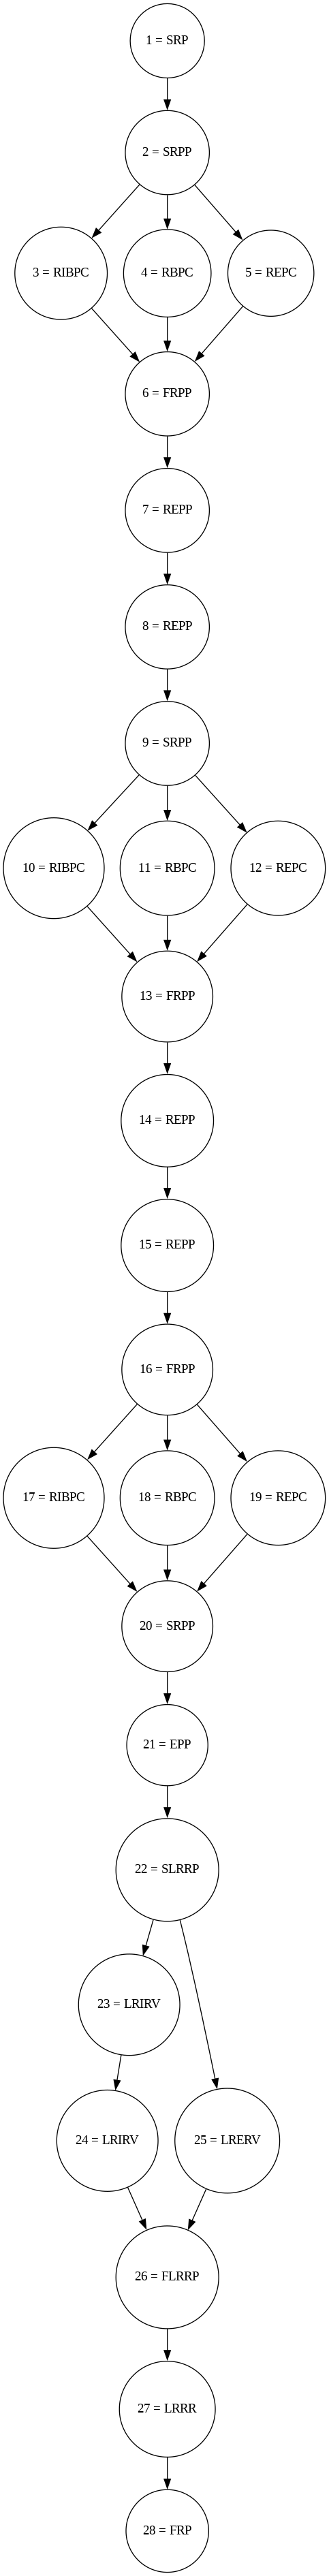 1 = SRP
2 = SRPP
3 = RIBPC
4 = RBPC
5 = REPC
6 = FRPP
7 = REPP
8 = REPP
9 = SRPP
10 = RIBPC
11 = RBPC
12 = REPC
13 = FRPP
14 = REPP
15 = REPP
16 = FRPP
17 = RIBPC
18 = RBPC
19 = REPC
20 = SRPP
21 = EPP
22 = SLRRP
23 = LRIRV
24 = LRIRV
25 = LRERV
26 = FLRRP
27 = LRRR
28 = FRP